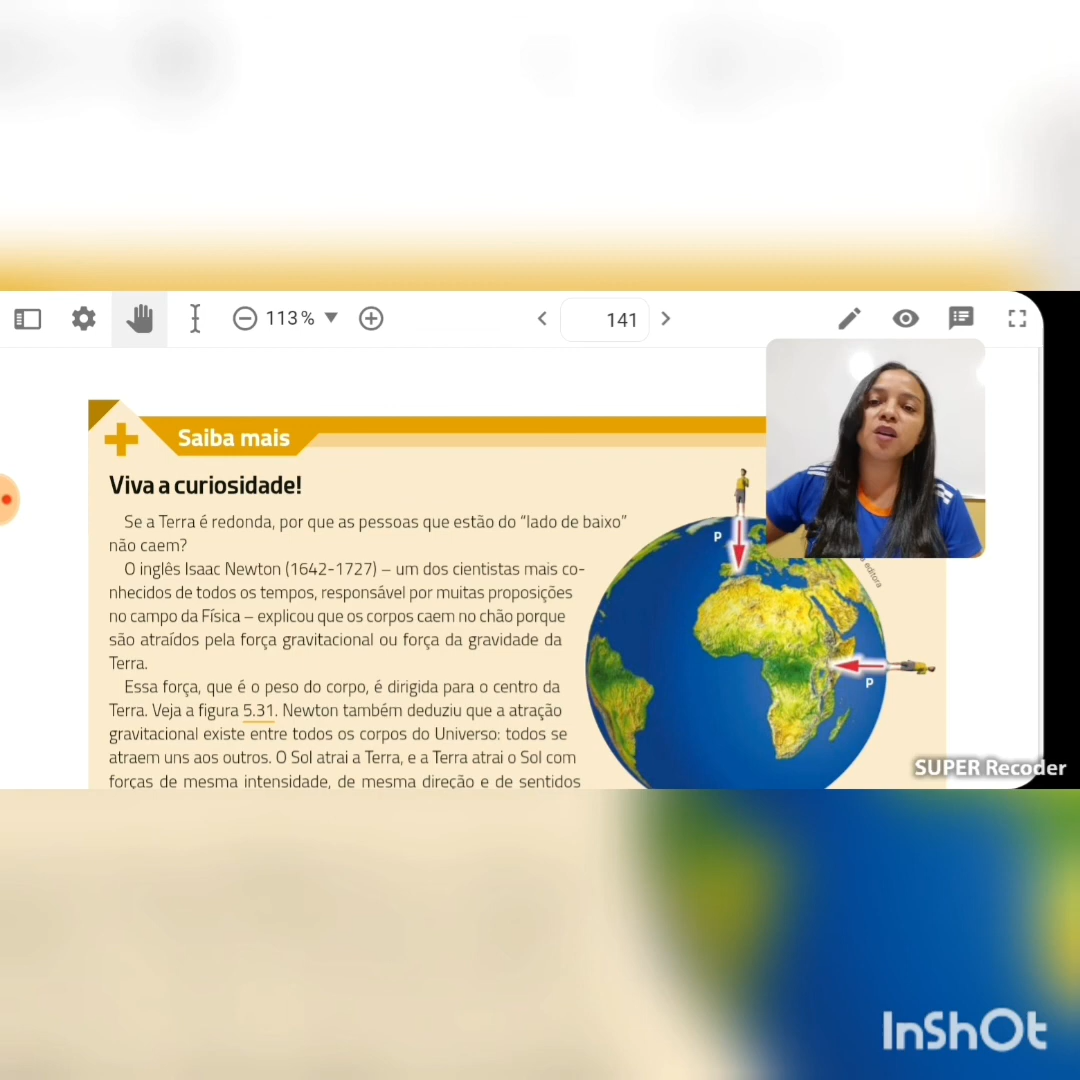 113%
141
Saiba mais
Viva a curiosidade!
Se a Terra é redonda, por que as pessoas que estão do “lado de baixo”
não caem?
O inglês Isaac Newton (1642-1727) – um dos cientistas mais co-
nhecidos de todos os tempos, responsável por muitas proposições
no campo da Física – explicou que os corpos caem no chão porque
são atraídos pela força gravitacional ou força da gravidade da
Terra.
Essa força, que é o peso do corpo, é dirigida para o centro da
Terra. Veja a figura 5.31. Newton também deduziu que a atração
gravitacional existe entre todos os corpos do Universo: todos se
atraem uns aos outros. O Sol atrai a Terra, e a Terra atrai o Sol com
forças de mesma intensidade, de mesma direção e de sentidos
P
P
editora
SUPER Recoder
InShOt